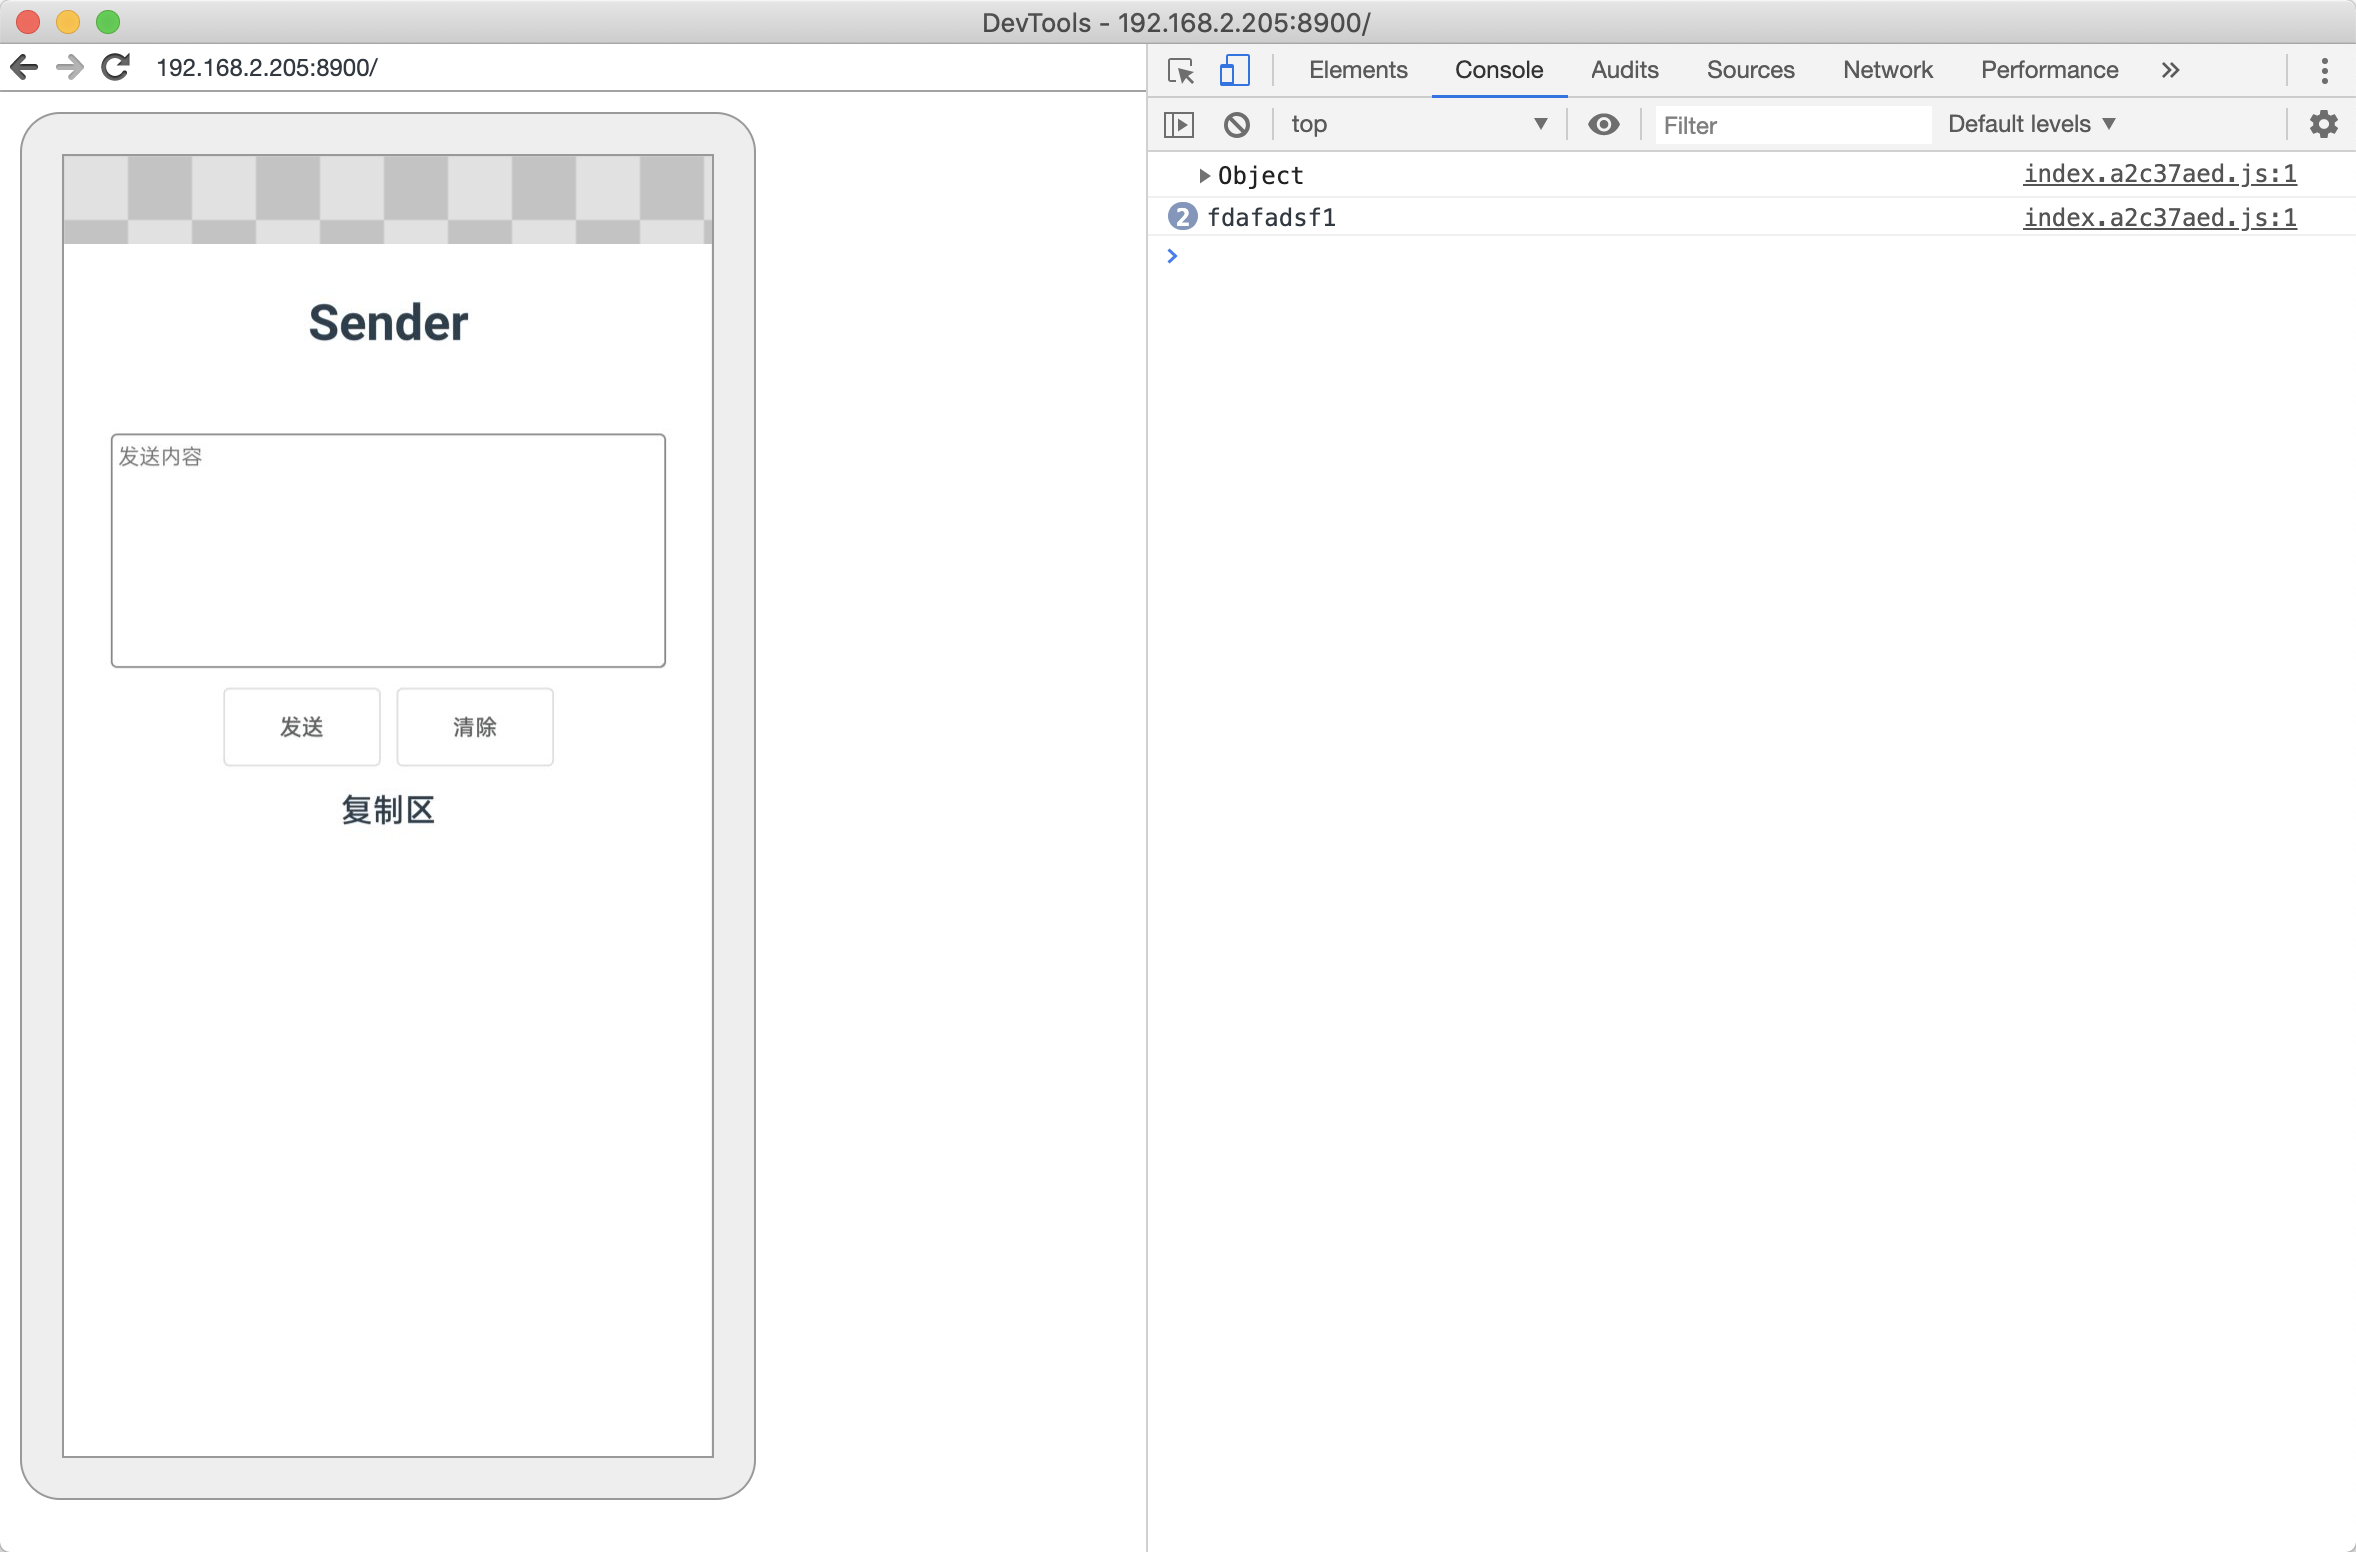 DevTools - 192.168.2.205:8900/
192.168.2.205:8900/
Elements Console Audits Sources Network Performance »
top Filter Default levels
Object index.a2c37aed.js:1
2 fdafadsf1 index.a2c37aed.js:1
Sender
发送内容
发送 清除
复制区